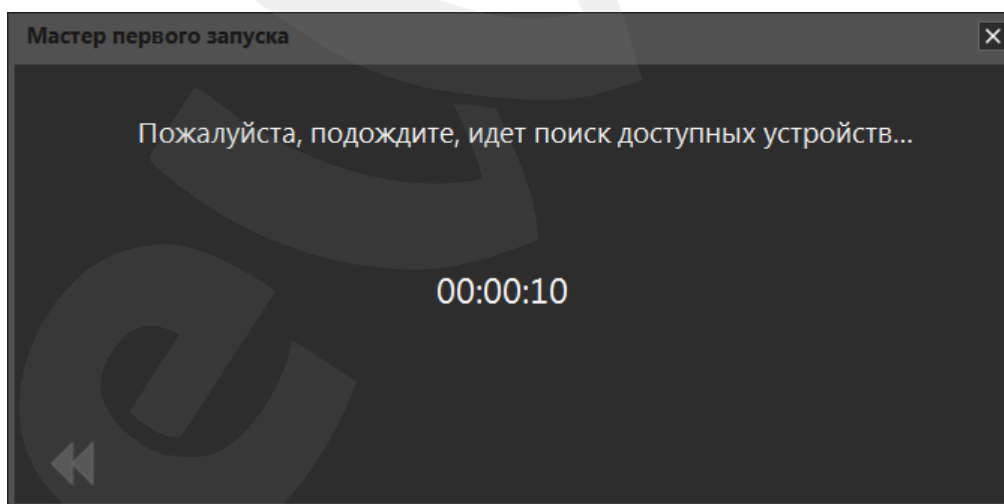 Мастер первого запуска
Пожалуйста, подождите, идет поиск доступных устройств...
00:00:10